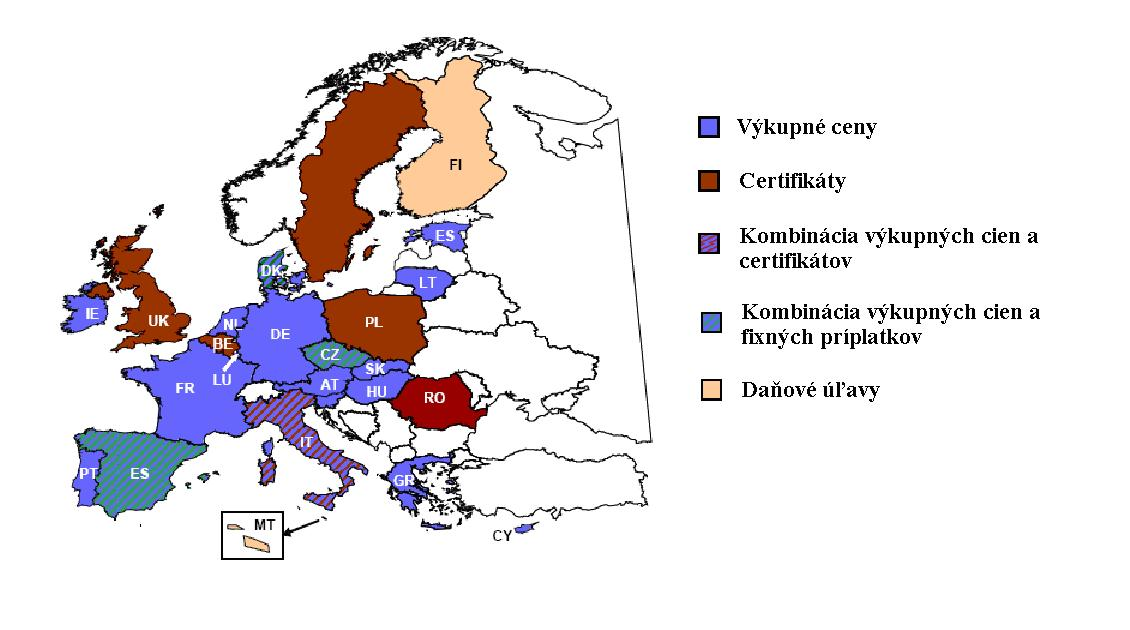 Výkupné ceny
Certifikáty
Kombinácia výkupných cien a
certifikátov
Kombinácia výkupných cien a
fixných príplatkov
Daňové úľavy
FI
ES
LT
DK
IE
UK
NL
BE
DE
PL
LU
CZ
SK
FR
AT
HU
RO
IT
PT
ES
GR
MT
CY